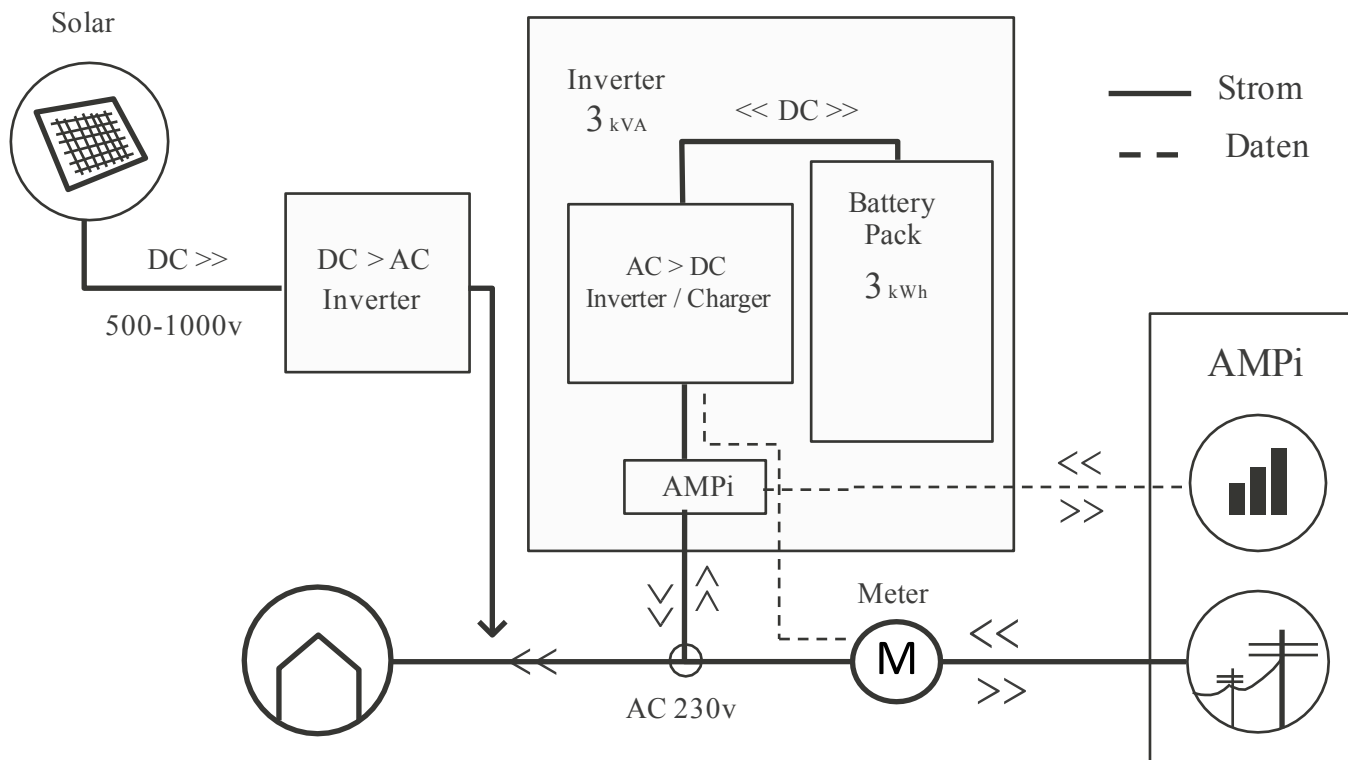 Solar
DC >>
500-1000v
DC > AC
Inverter
Inverter
3 kVA
<< DC >>
AC > DC
Inverter / Charger
Battery
Pack
3 kWh
AMPi
Strom
Daten
AMPi
<<
>>
Meter
M
<<
>>
<<
>>
<<
<<
AC 230v